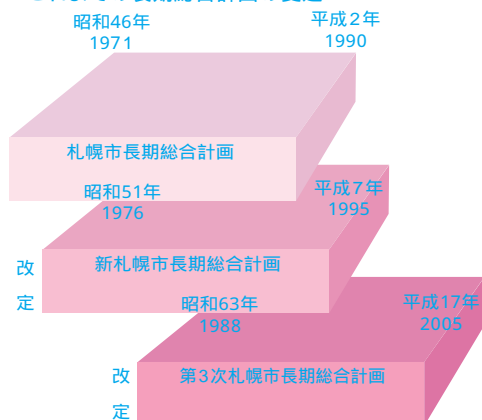 昭和46年
1971
平成2年
1990
札幌市長期総合計画
昭和51年
1976
平成7年
1995
改定
新札幌市長期総合計画
昭和63年
1988
平成17年
2005
改定
第3次札幌市長期総合計画